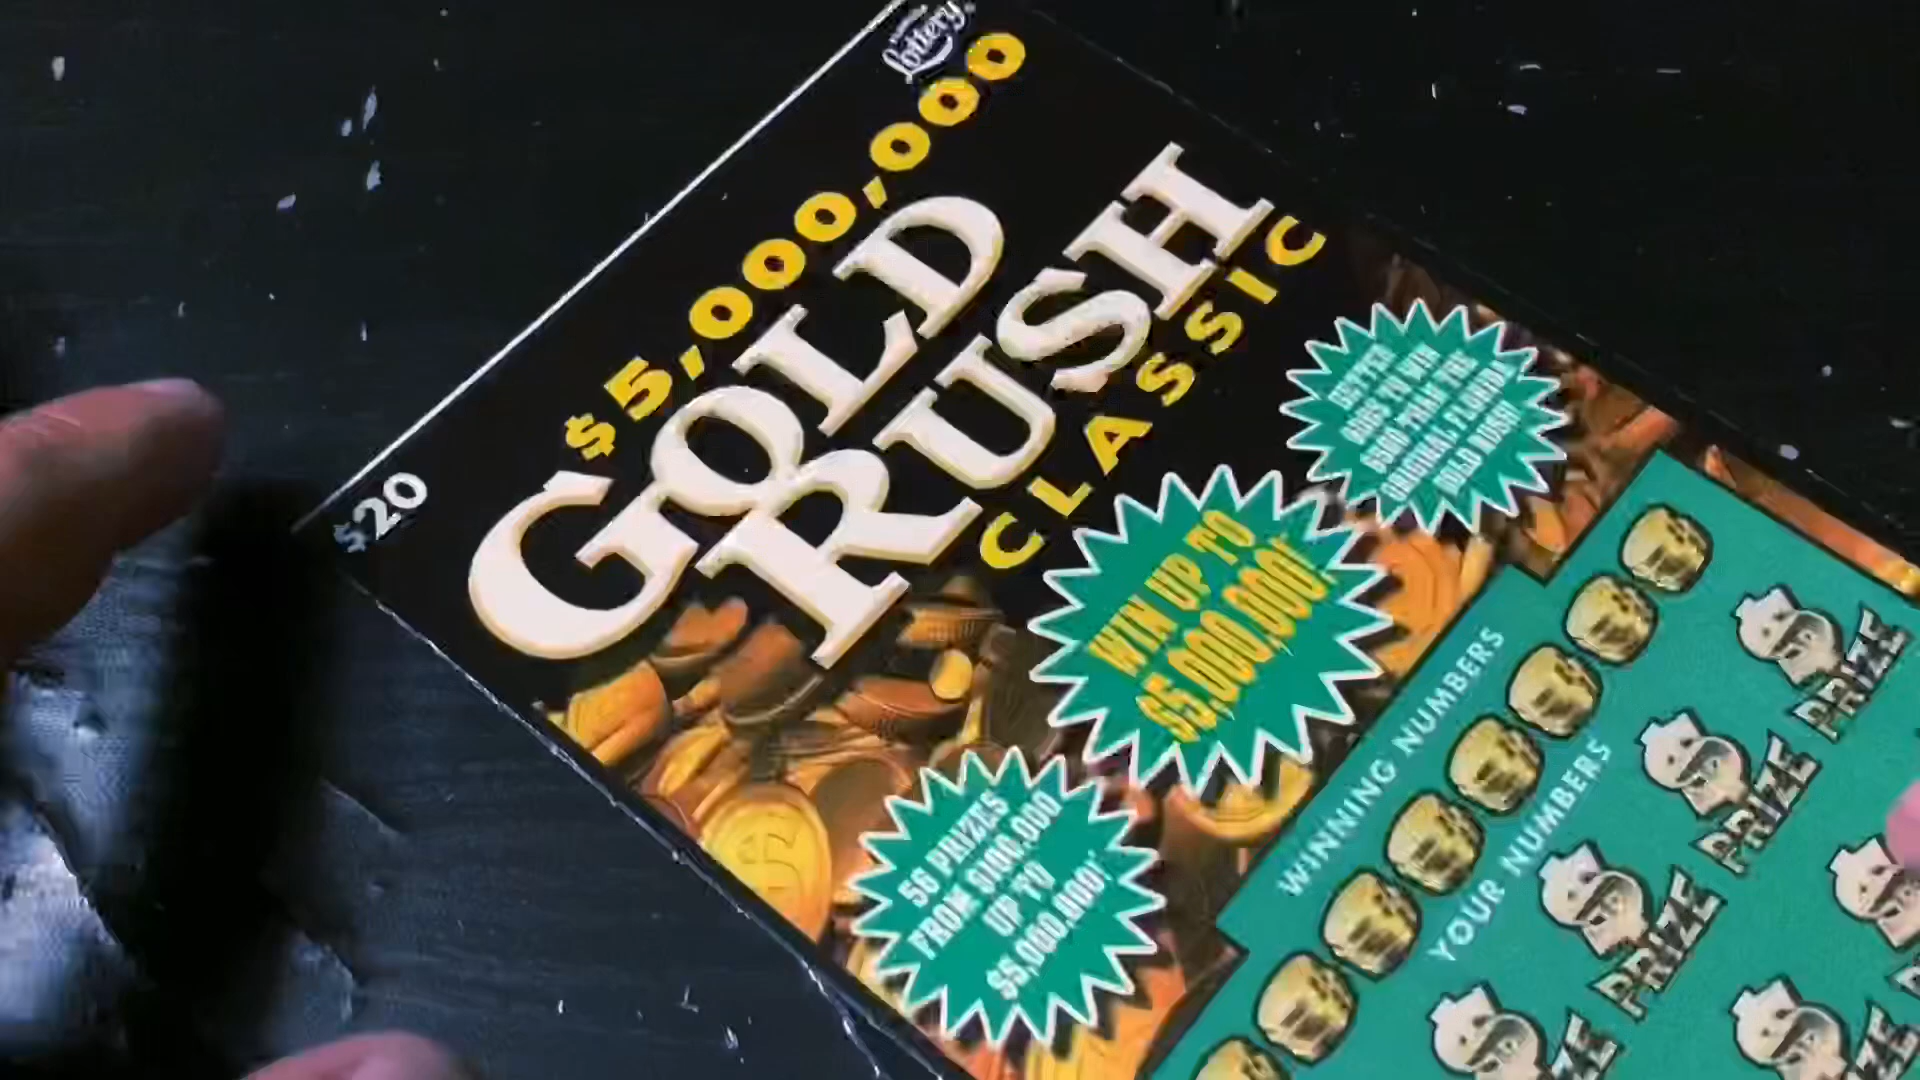 Lottery
$5,000,000
GOLD
RUSH
CLASSIC
$20
BETTER
ODDS TO WIN
$500 THAN THE
ORIGINAL FLORIDA
GOLD RUSH!
WIN UP TO
$5,000,000!
56 PRIZES
FROM $100,000
UP TO
$5,000,000!
WINNING NUMBERS
YOUR NUMBERS
PRIZE
PRIZE
PRIZE